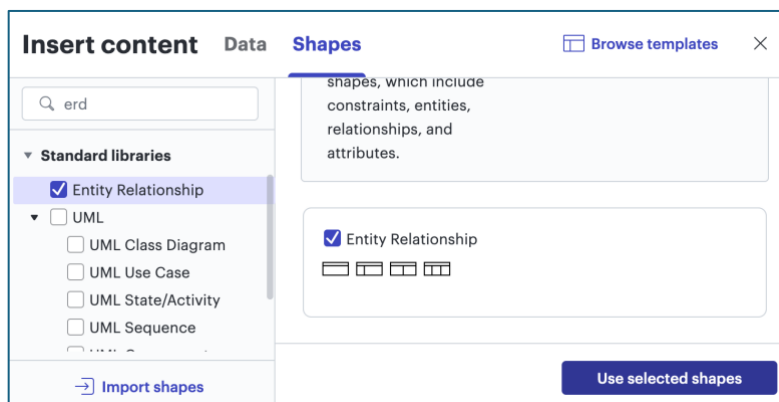 Insert content Data Shapes Browse templates
erd
Standard libraries
Entity Relationship
UML
UML Class Diagram
UML Use Case
UML State/Activity
UML Sequence
Import shapes
shapes, which include
constraints, entities,
relationships, and
attributes.
Entity Relationship
Use selected shapes